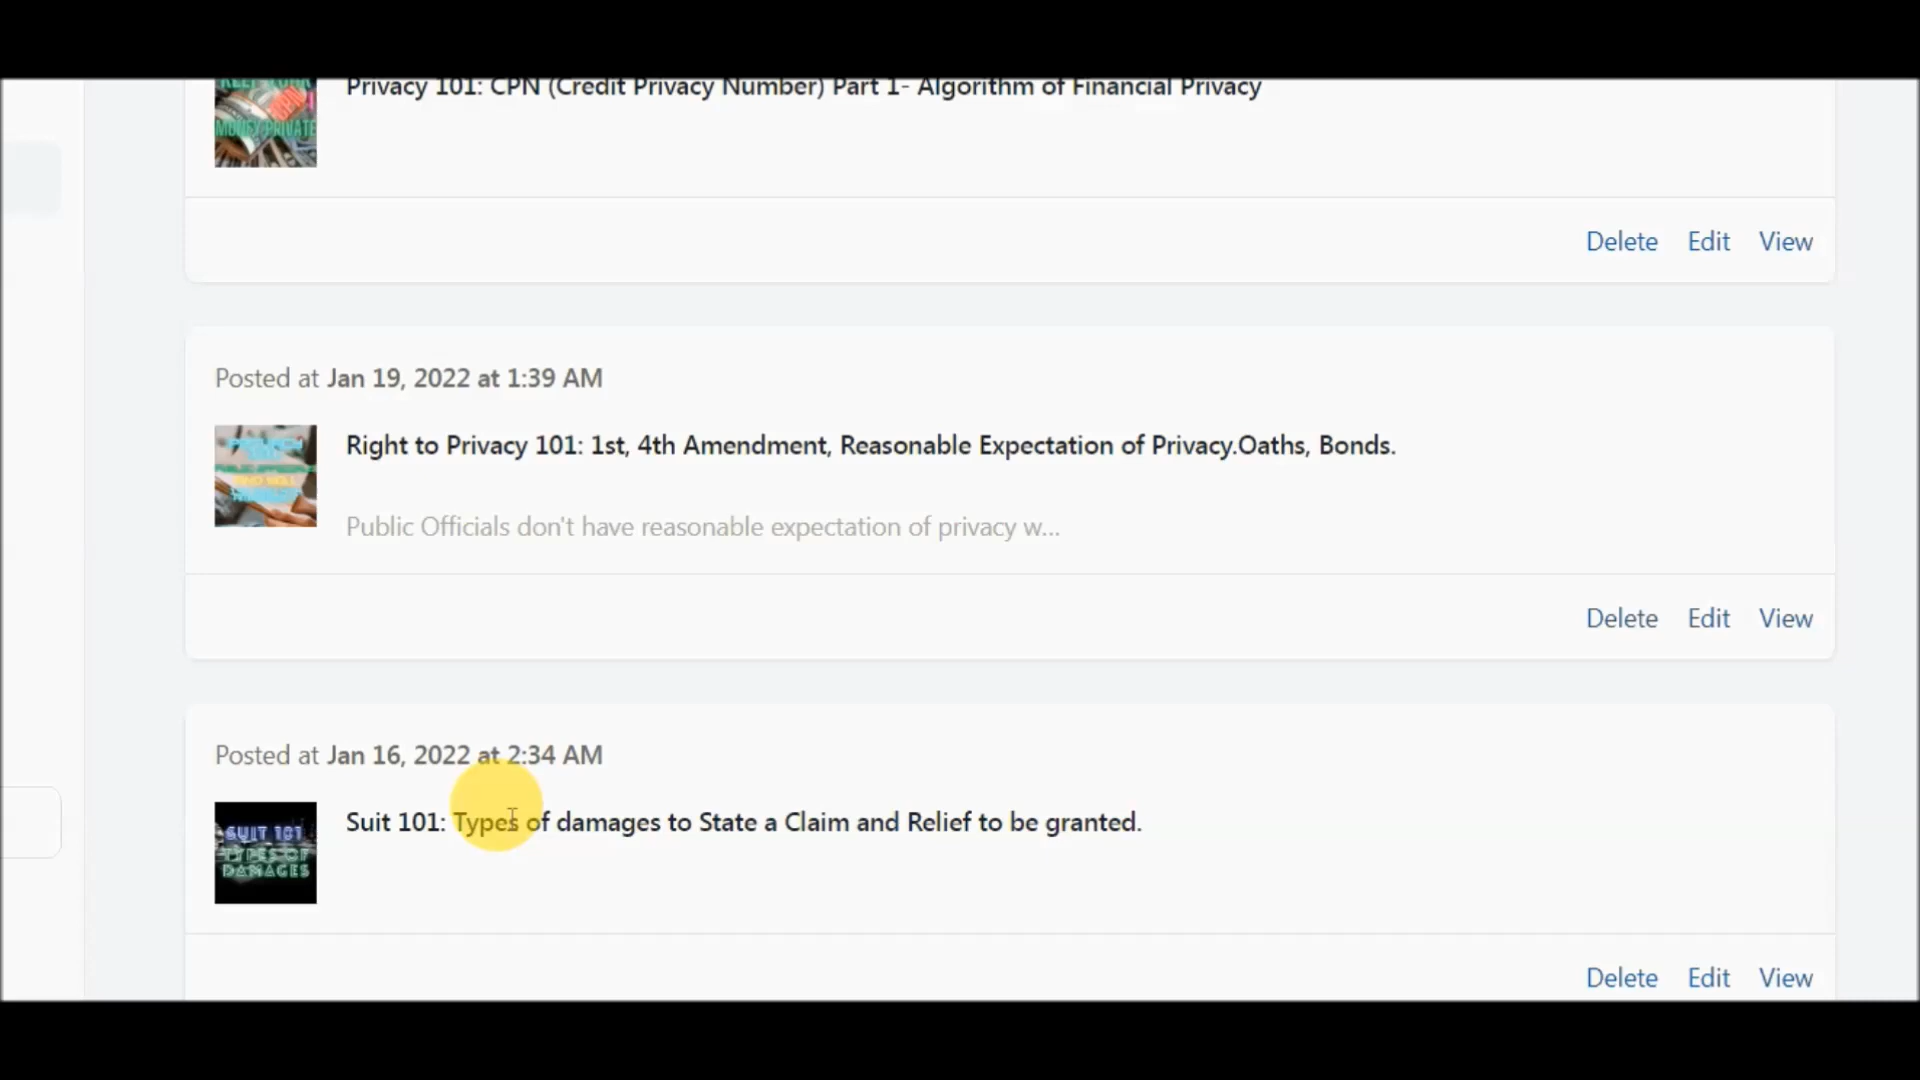 Privacy 101: CPN (Credit Privacy Number) Part 1- Algorithm of Financial Privacy
MONEY PRIVATE
Delete Edit View
Posted at Jan 19, 2022 at 1:39 AM
Right to Privacy 101: 1st, 4th Amendment, Reasonable Expectation of Privacy.Oaths, Bonds.
Public Officials don't have reasonable expectation of privacy w...
Delete Edit View
Posted at Jan 16, 2022 at 2:34 AM
Suit 101: Types of damages to State a Claim and Relief to be granted.
SUIT 101
TYPES OF
DAMAGES
Delete Edit View